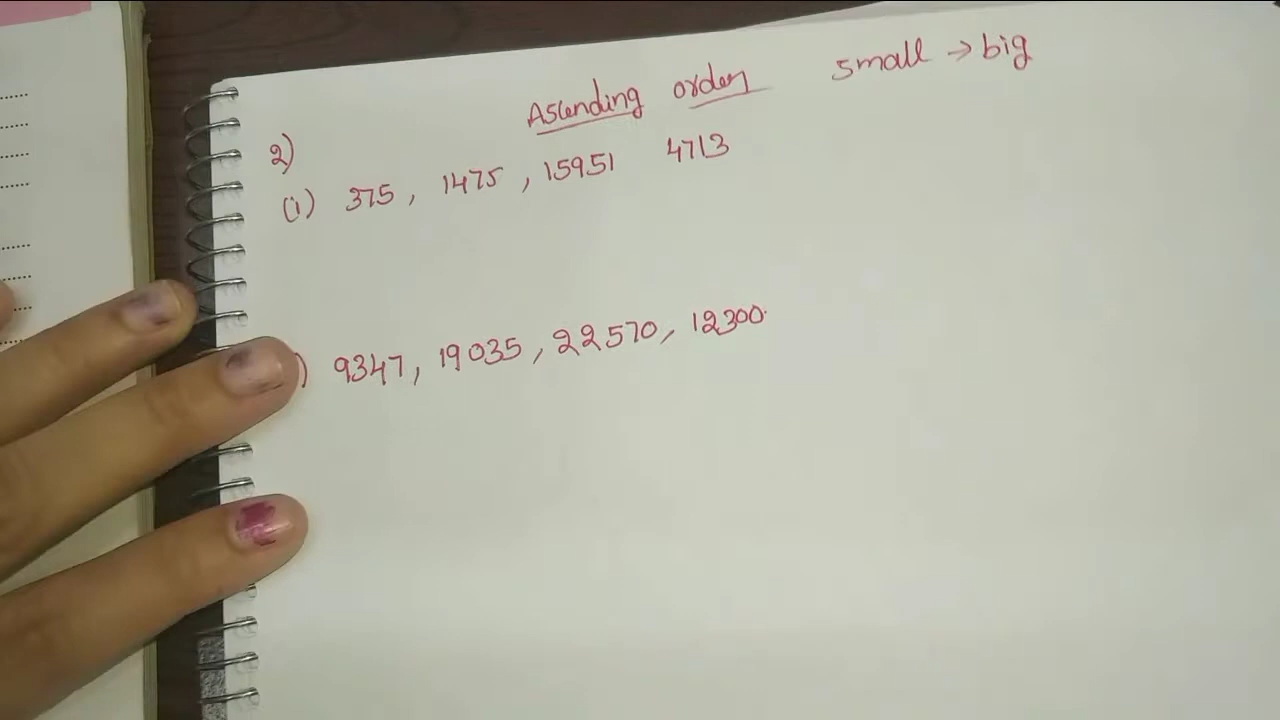 Ascending order small → big
2)
(i) 375, 1475, 15951 4713
) 9347, 19035, 22570, 12300.